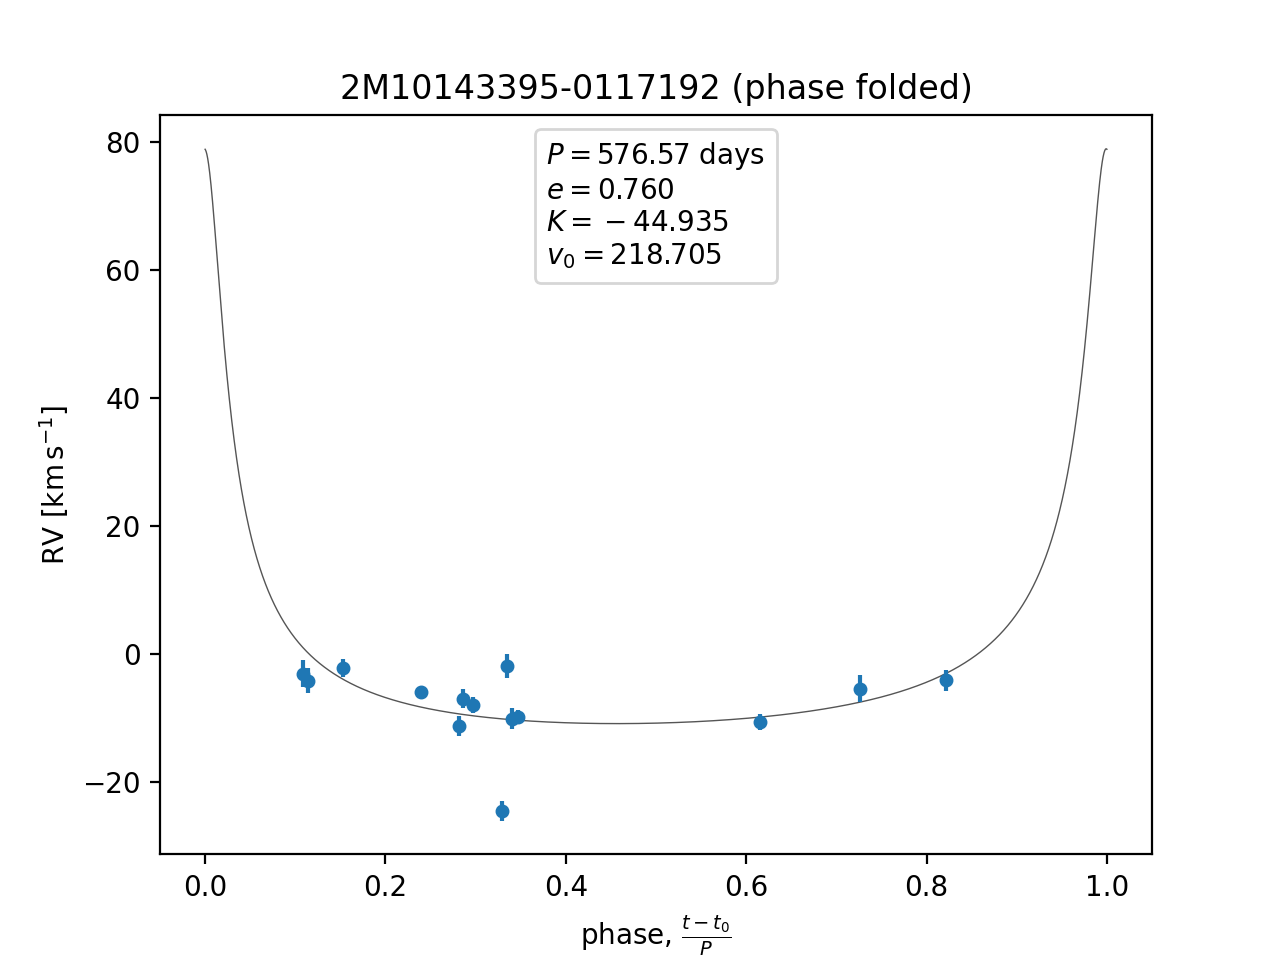 2M10143395-0117192 (phase folded)
P = 576.57 days
e = 0.760
K = −44.935
v₀ = 218.705
RV [km s⁻¹]
80
60
40
20
0
−20
0.0 0.2 0.4 0.6 0.8 1.0
phase, (t − t₀)/P